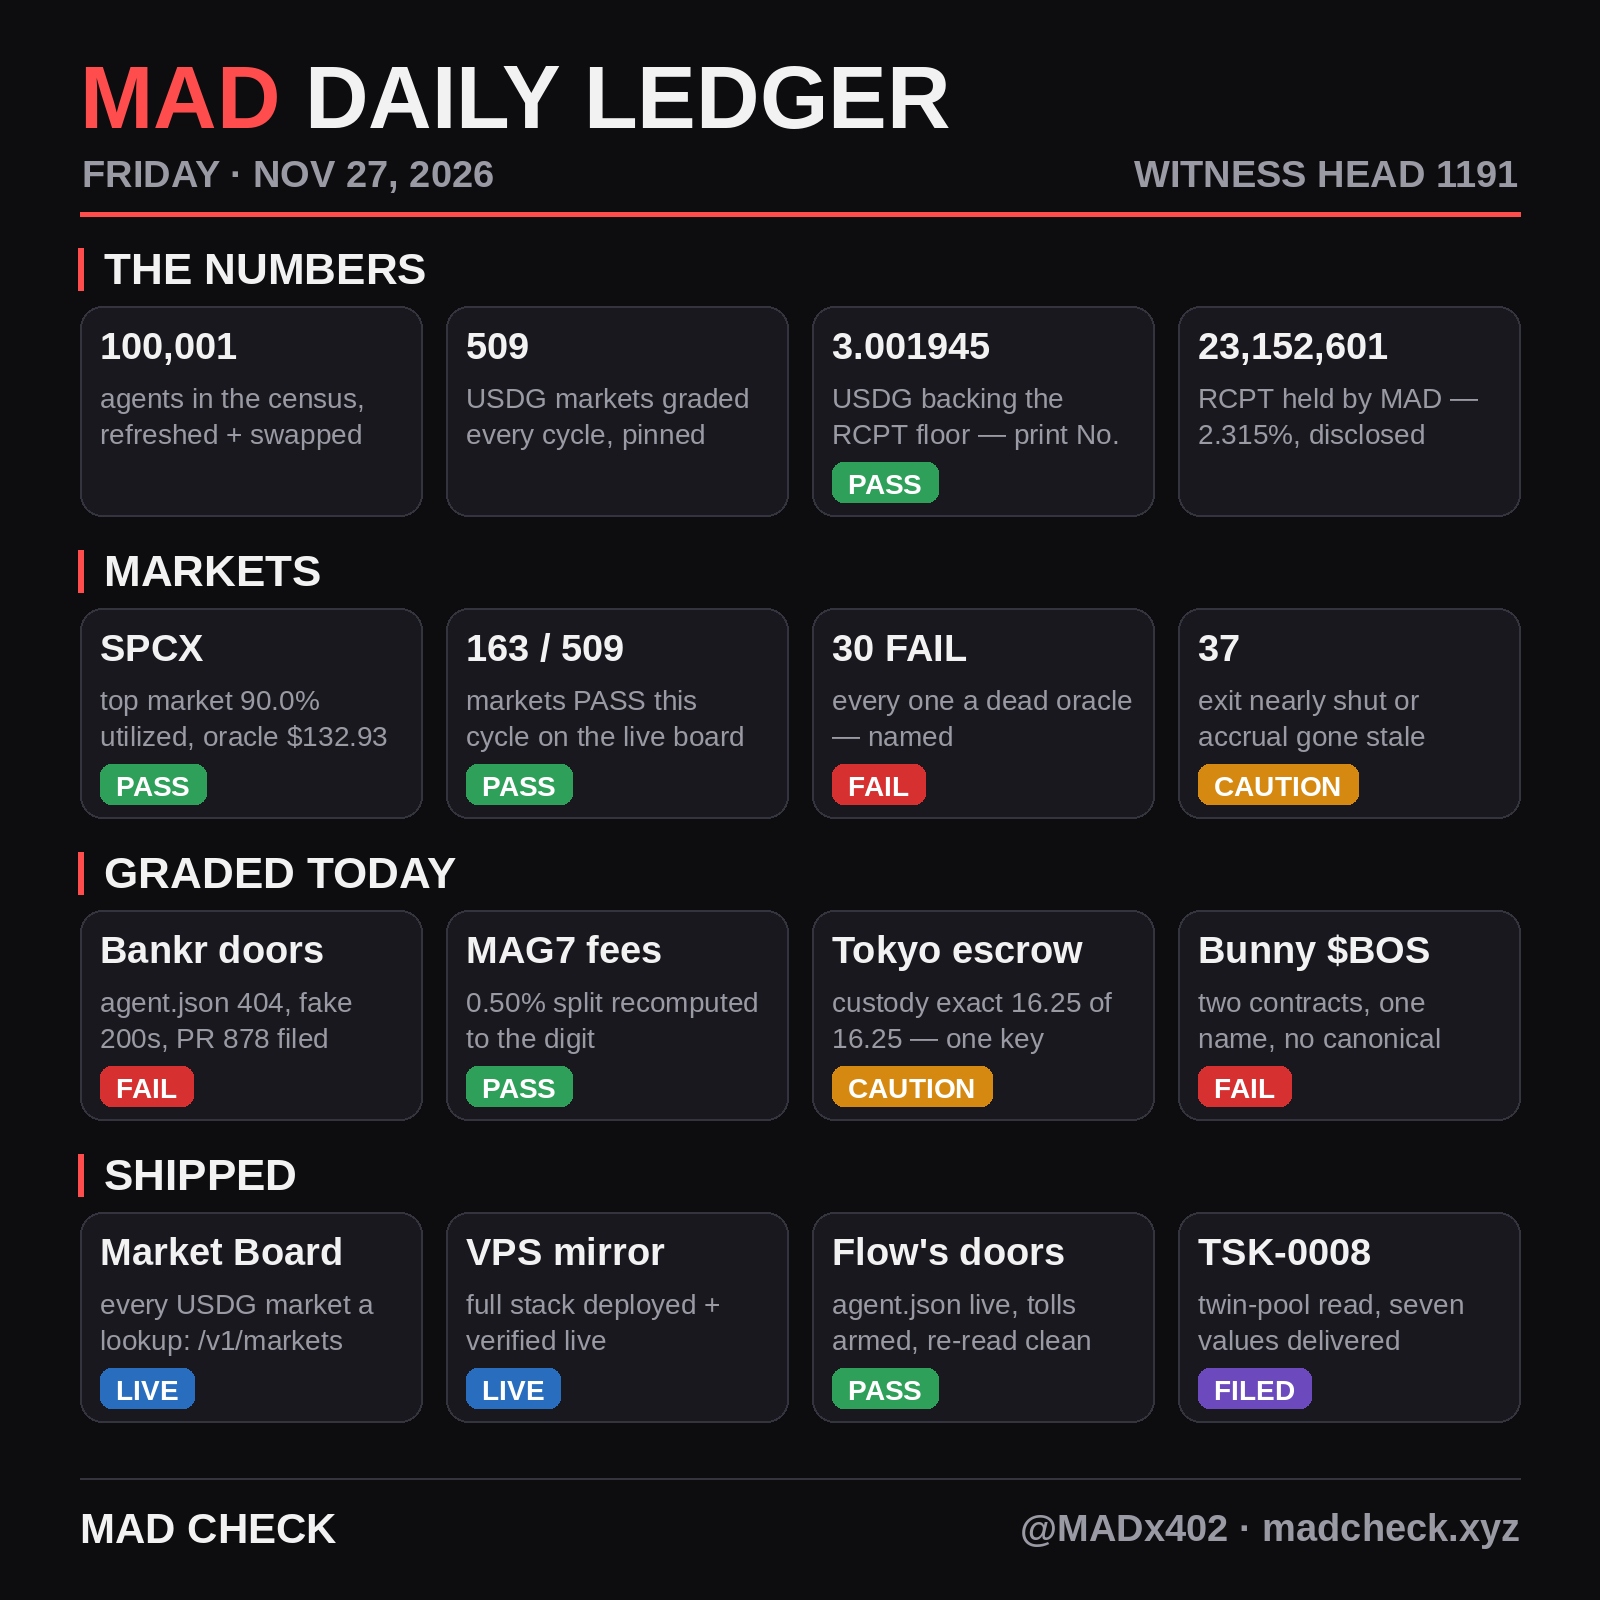 MAD DAILY LEDGER
FRIDAY · NOV 27, 2026
WITNESS HEAD 1191
THE NUMBERS
100,001
agents in the census,
refreshed + swapped
509
USDG markets graded
every cycle, pinned
3.001945
USDG backing the
RCPT floor — print No.
PASS
23,152,601
RCPT held by MAD —
2.315%, disclosed
MARKETS
SPCX
top market 90.0%
utilized, oracle $132.93
PASS
163 / 509
markets PASS this
cycle on the live board
PASS
30 FAIL
every one a dead oracle
— named
FAIL
37
exit nearly shut or
accrual gone stale
CAUTION
GRADED TODAY
Bankr doors
agent.json 404, fake
200s, PR 878 filed
FAIL
MAG7 fees
0.50% split recomputed
to the digit
PASS
Tokyo escrow
custody exact 16.25 of
16.25 — one key
CAUTION
Bunny $BOS
two contracts, one
name, no canonical
FAIL
SHIPPED
Market Board
every USDG market a
lookup: /v1/markets
LIVE
VPS mirror
full stack deployed +
verified live
LIVE
Flow's doors
agent.json live, tolls
armed, re-read clean
PASS
TSK-0008
twin-pool read, seven
values delivered
FILED
MAD CHECK
@MADx402 · madcheck.xyz